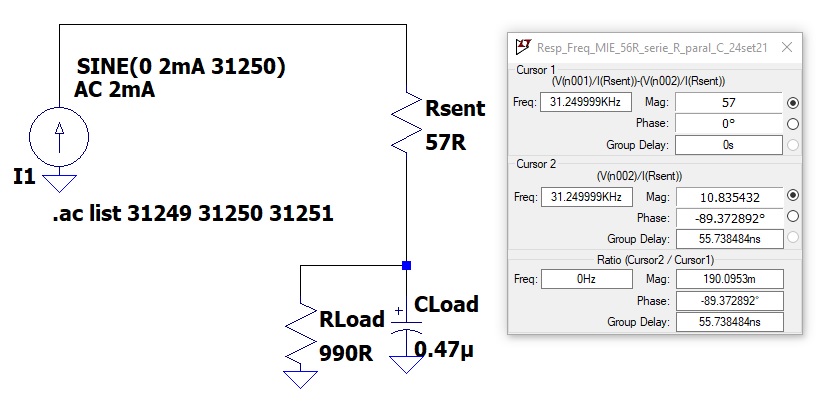 SINE(0 2mA 31250)
AC 2mA
I1
.ac list 31249 31250 31251
Rsent
57R
RLoad
990R
+
CLoad
0.47µ
17 Resp_Freq_MIE_56R_serie_R_paral_C_24set21
Cursor 1
(V(n001)/I(Rsent))-(V(n002)/I(Rsent))
Freq: 31.249999KHz Mag: 57
Phase: 0°
Group Delay: 0s
Cursor 2
(V(n002)/I(Rsent))
Freq: 31.249999KHz Mag: 10.835432
Phase: -89.372892°
Group Delay: 55.738484ns
Ratio (Cursor2 / Cursor1)
Freq: 0Hz Mag: 190.0953m
Phase: -89.372892°
Group Delay: 55.738484ns